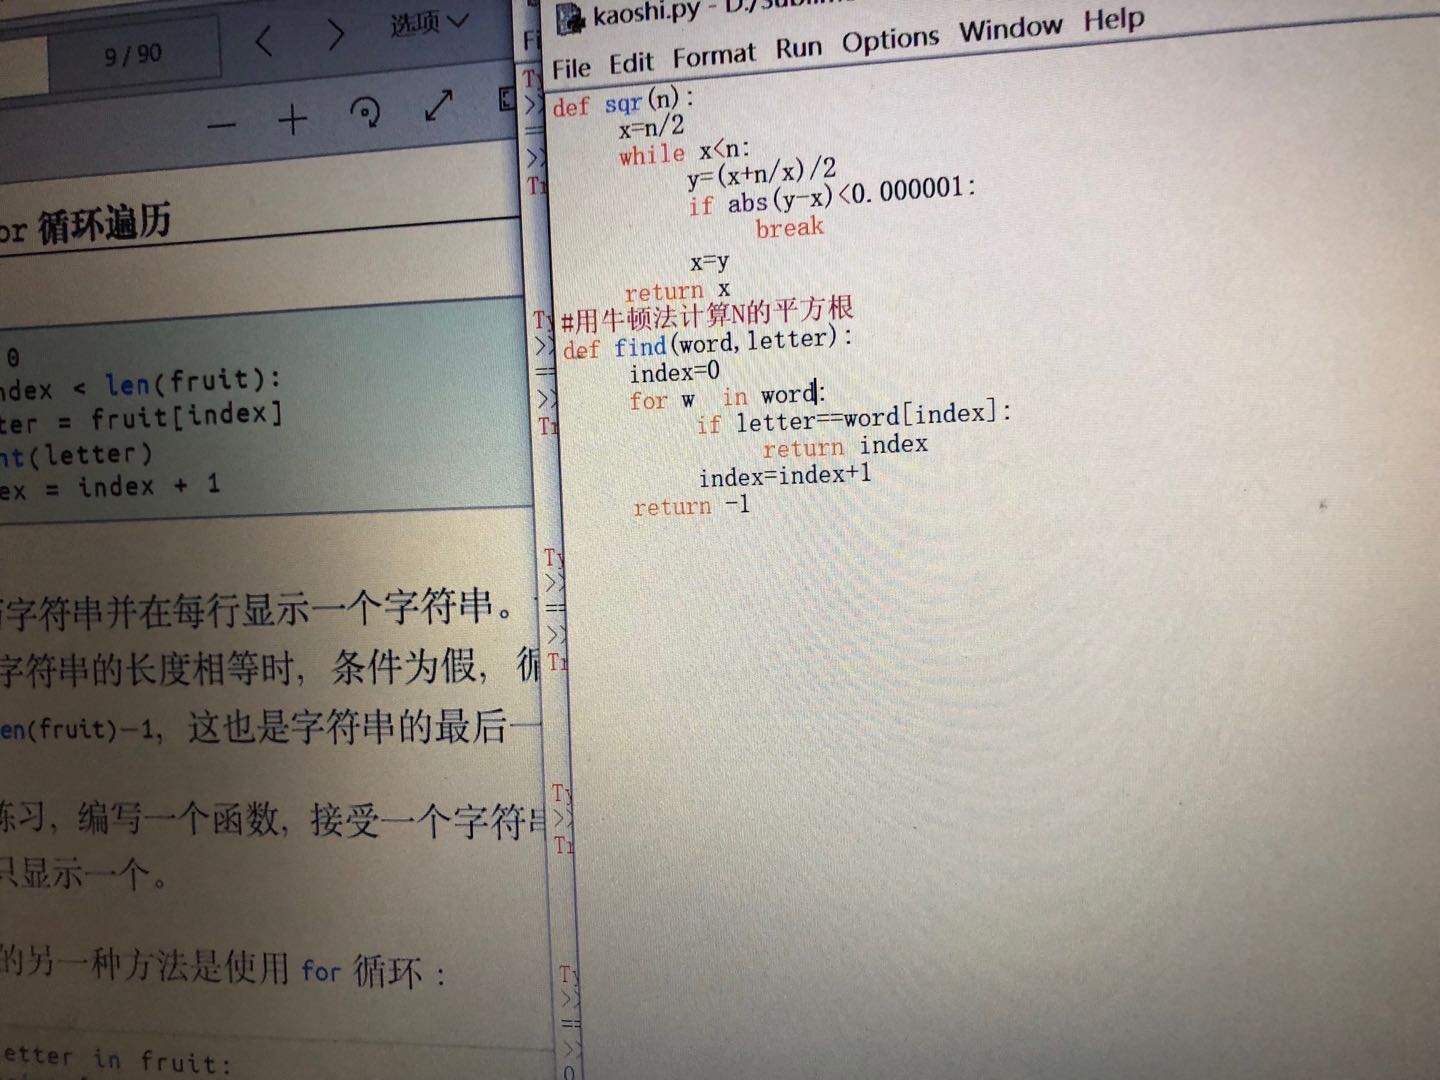 9 / 90
选项
or 循环遍历
0
ndex < len(fruit):
ter = fruit[index]
nt(letter)
ex = index + 1
字符串并在每行显示一个字符串。
字符串的长度相等时, 条件为假,
en(fruit)-1, 这也是字符串的最后一
练习, 编写一个函数, 接受一个字符串
只显示一个。
的另一种方法是使用 for 循环：
etter in fruit:
kaoshi.py - D:/Sublime
File Edit Format Run Options Window Help
def sqr(n):
x=n/2
while x<n:
y=(x+n/x)/2
if abs(y-x)<0.000001:
break
x=y
return x
#用牛顿法计算N的平方根
def find(word,letter):
index=0
for w  in word:
if letter==word[index]:
return index
index=index+1
return -1